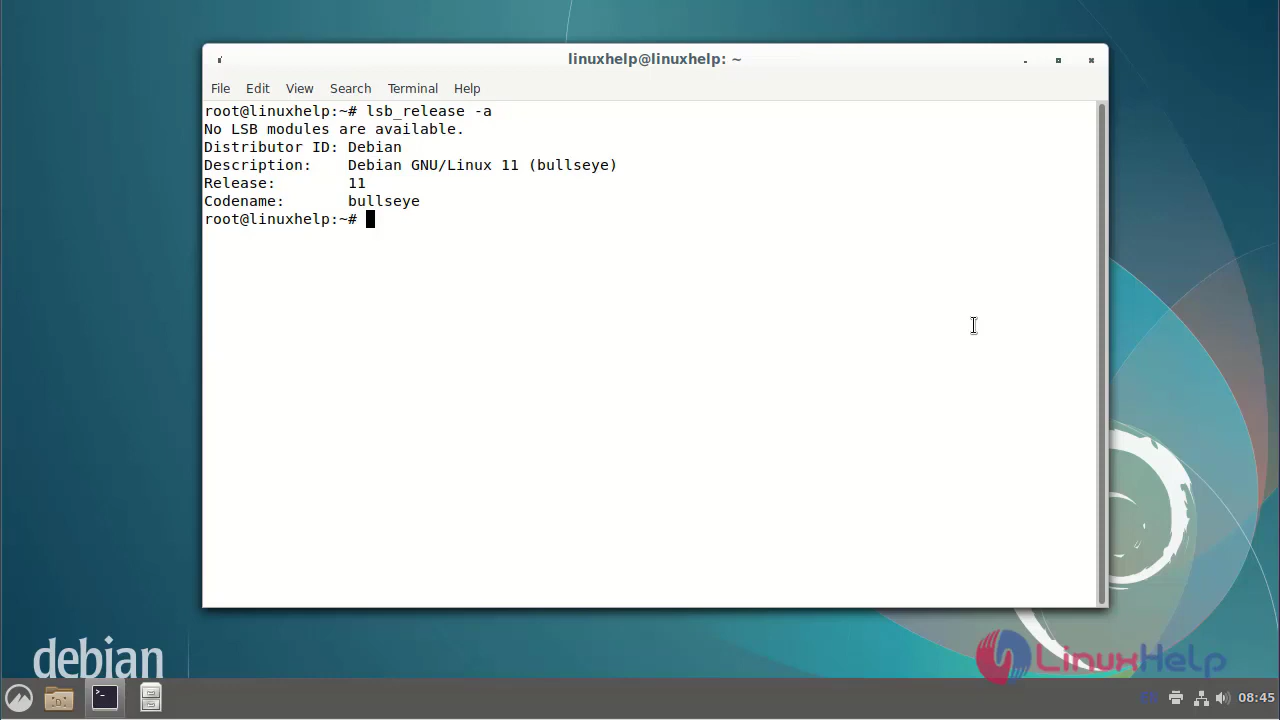 linuxhelp@linuxhelp: ~
File Edit View Search Terminal Help
root@linuxhelp:~# lsb_release -a
No LSB modules are available.
Distributor ID: Debian
Description:    Debian GNU/Linux 11 (bullseye)
Release:        11
Codename:       bullseye
root@linuxhelp:~#
debian
LinuxHelp
08:45